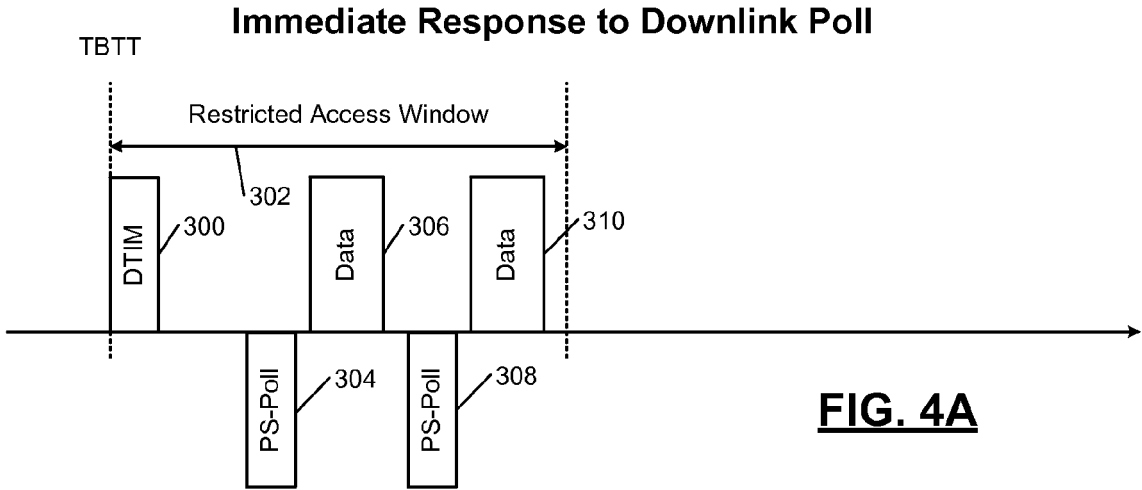 Immediate Response to Downlink Poll
TBTT
Restricted Access Window
302
DTIM
300
Data
306
Data
310
PS-Poll
304
PS-Poll
308
FIG. 4A